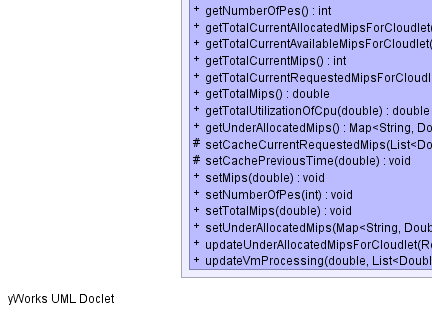 + getNumberOfPes() : int
+ getTotalCurrentAllocatedMipsForCloudlet(
+ getTotalCurrentAvailableMipsForCloudlet(
+ getTotalCurrentMips() : int
+ getTotalCurrentRequestedMipsForCloudl
+ getTotalMips() : double
+ getTotalUtilizationOfCpu(double) : double
+ getUnderAllocatedMips() : Map<String, Do
# setCacheCurrentRequestedMips(List<Do
# setCachePreviousTime(double) : void
+ setMips(double) : void
+ setNumberOfPes(int) : void
+ setTotalMips(double) : void
+ setUnderAllocatedMips(Map<String, Doub
+ updateUnderAllocatedMipsForCloudlet(Re
+ updateVmProcessing(double, List<Doubl
yWorks UML Doclet